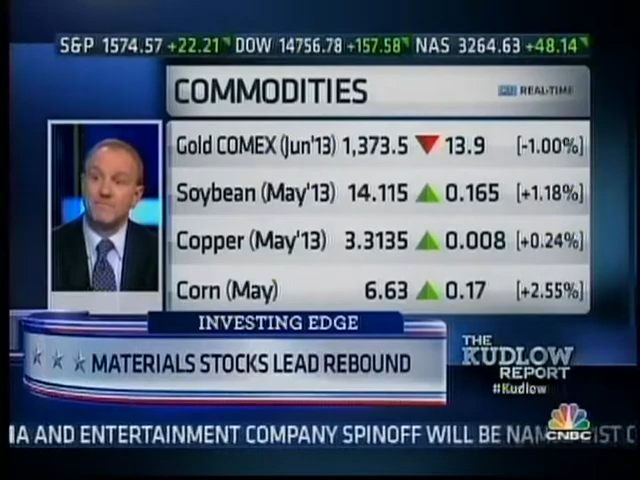 S&P 1574.57 +22.21 DOW 14756.78 +157.58 NAS 3264.63 +48.14
COMMODITIES
REAL-TIME
Gold COMEX (Jun'13) 1,373.5 ▼ 13.9 [-1.00%]
Soybean (May'13) 14.115 ▲ 0.165 [+1.18%]
Copper (May'13) 3.3135 ▲ 0.008 [+0.24%]
Corn (May) 6.63 ▲ 0.17 [+2.55%]
INVESTING EDGE
MATERIALS STOCKS LEAD REBOUND
THE
KUDLOW
REPORT
#Kudlow
IA AND ENTERTAINMENT COMPANY SPINOFF WILL BE
CNBC